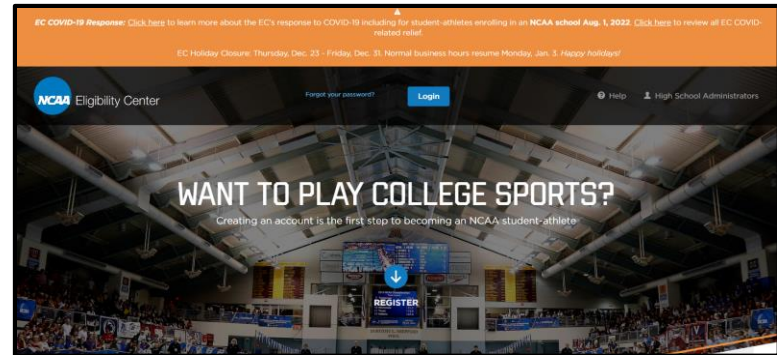 EC COVID-19 Response: Click here to learn more about the EC's response to COVID-19 including for student-athletes enrolling in an NCAA school Aug. 1, 2022. Click here to review all EC COVID-
related relief.
EC Holiday Closure: Thursday, Dec. 23 - Friday, Dec. 31. Normal business hours resume Monday, Jan. 3. Happy holidays!
NCAA Eligibility Center
Forgot your password?
Login
Help
High School Administrators
WANT TO PLAY COLLEGE SPORTS?
Creating an account is the first step to becoming an NCAA student-athlete
REGISTER